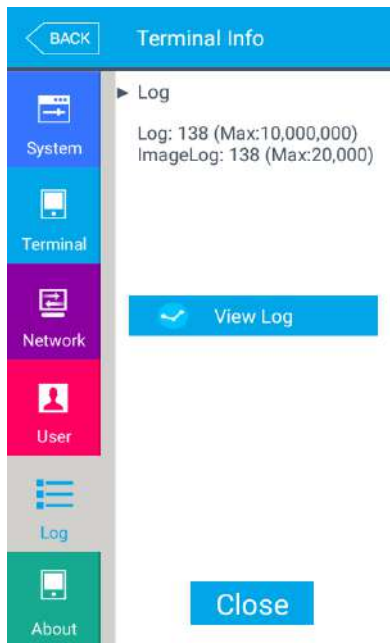 BACK
Terminal Info
System
Terminal
Network
User
Log
About
► Log
Log: 138 (Max:10,000,000)
ImageLog: 138 (Max:20,000)
View Log
Close